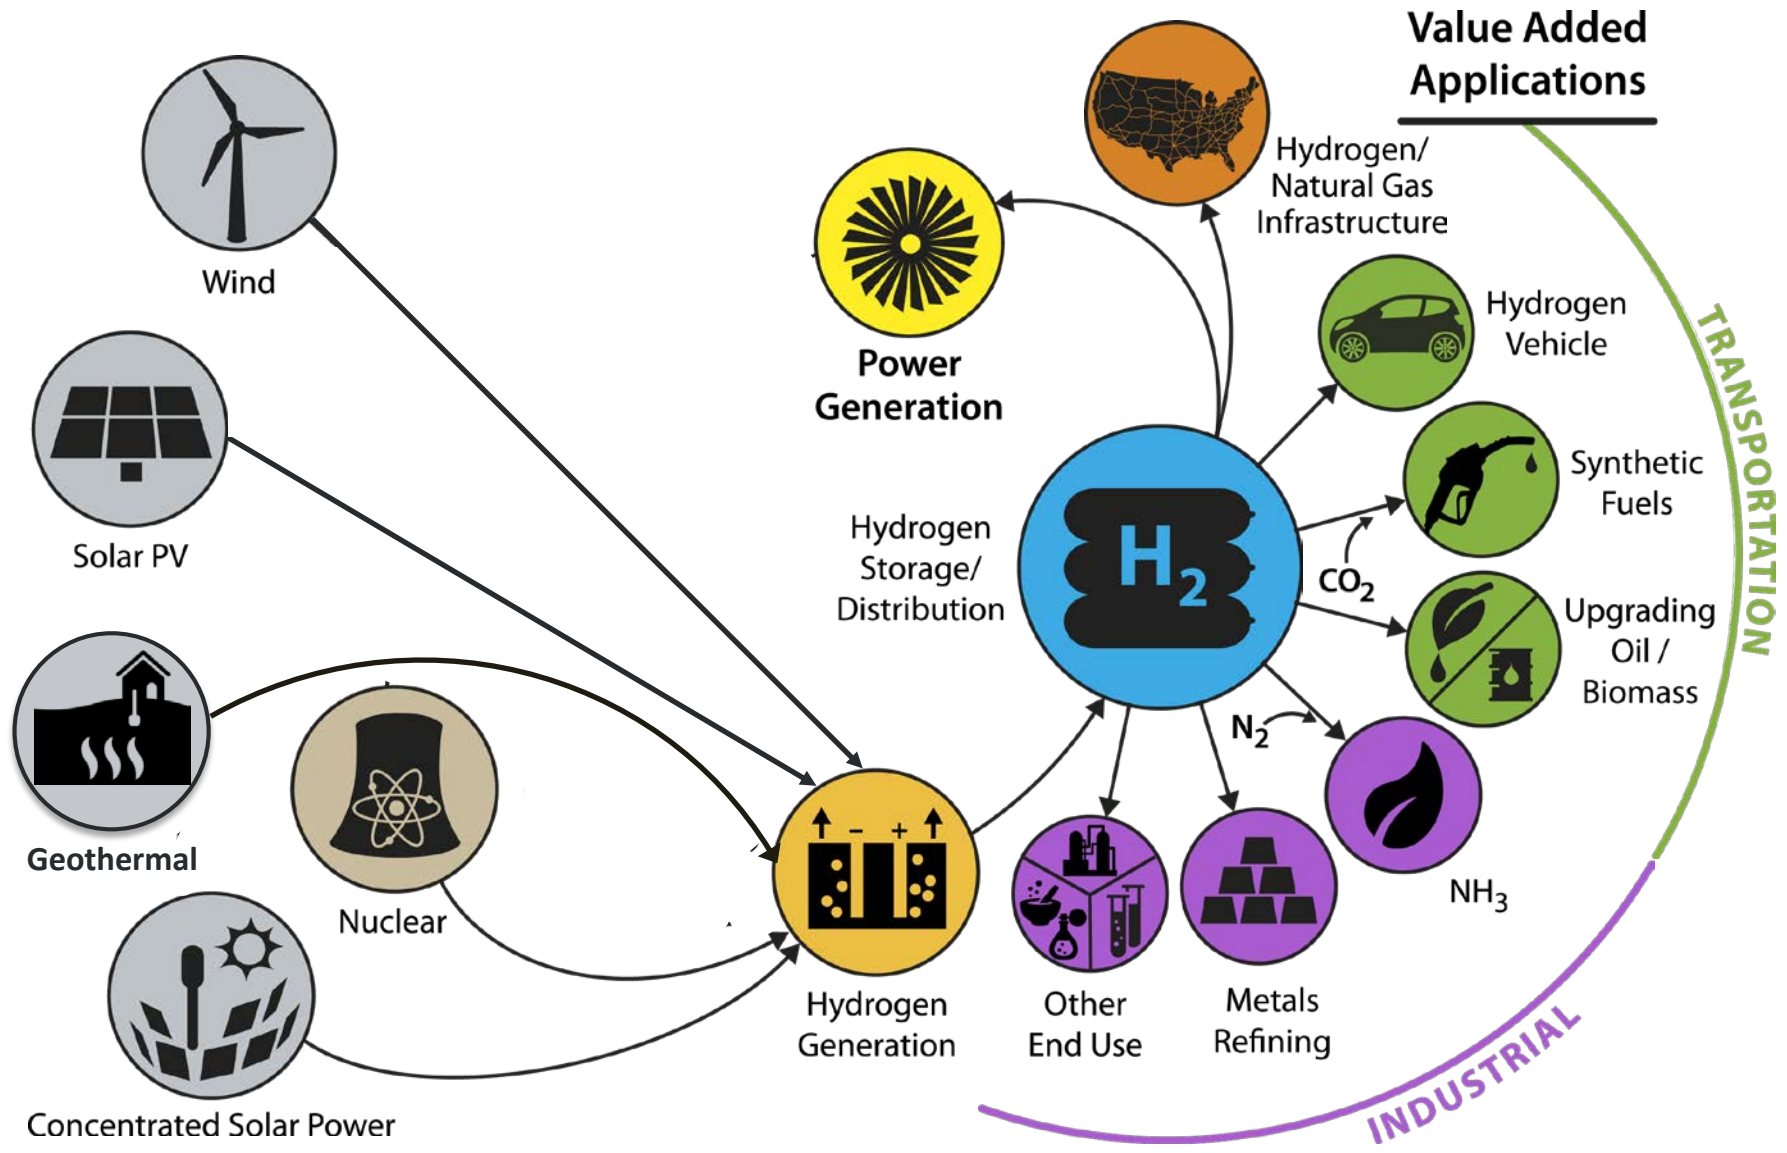 Value Added
Applications
Wind
Solar PV
Geothermal
Nuclear
Concentrated Solar Power
Hydrogen
Generation
− +
Hydrogen
Storage/
Distribution
H2
Power
Generation
Hydrogen/
Natural Gas
Infrastructure
Hydrogen
Vehicle
Synthetic
Fuels
CO2
Upgrading
Oil /
Biomass
N2
NH3
Metals
Refining
Other
End Use
TRANSPORTATION
INDUSTRIAL